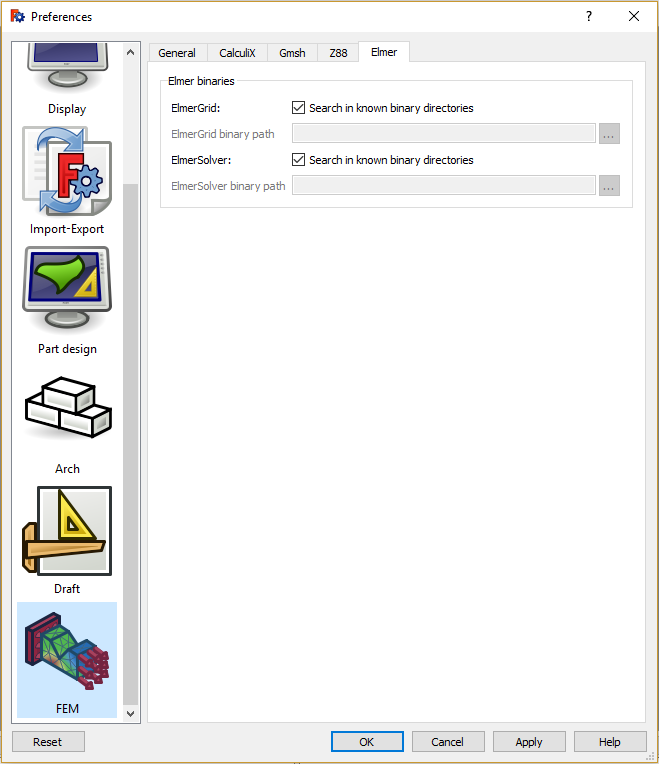 Preferences
?
Display
Import-Export
Part design
Arch
Draft
FEM
General CalculiX Gmsh Z88 Elmer
Elmer binaries
ElmerGrid: Search in known binary directories
ElmerGrid binary path ...
ElmerSolver: Search in known binary directories
ElmerSolver binary path ...
Reset OK Cancel Apply Help